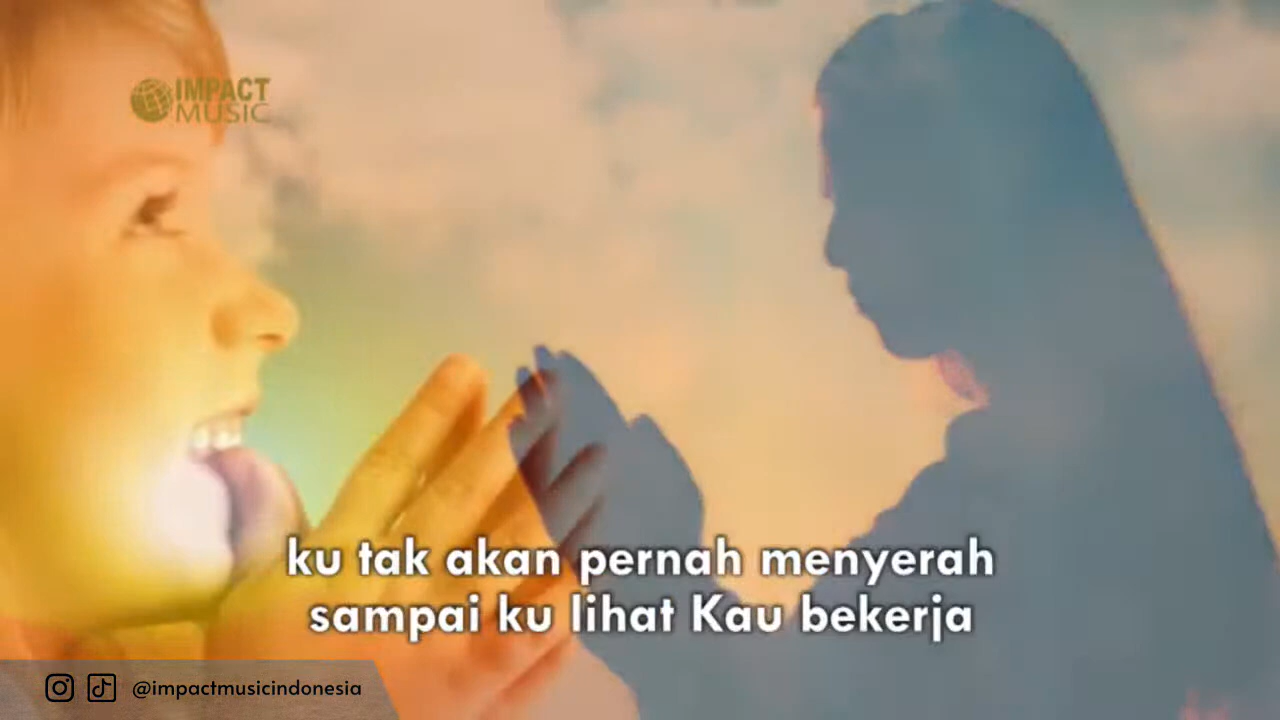 IMPACT
MUSIC
ku tak akan pernah menyerah
sampai ku lihat Kau bekerja
@impactmusicindonesia